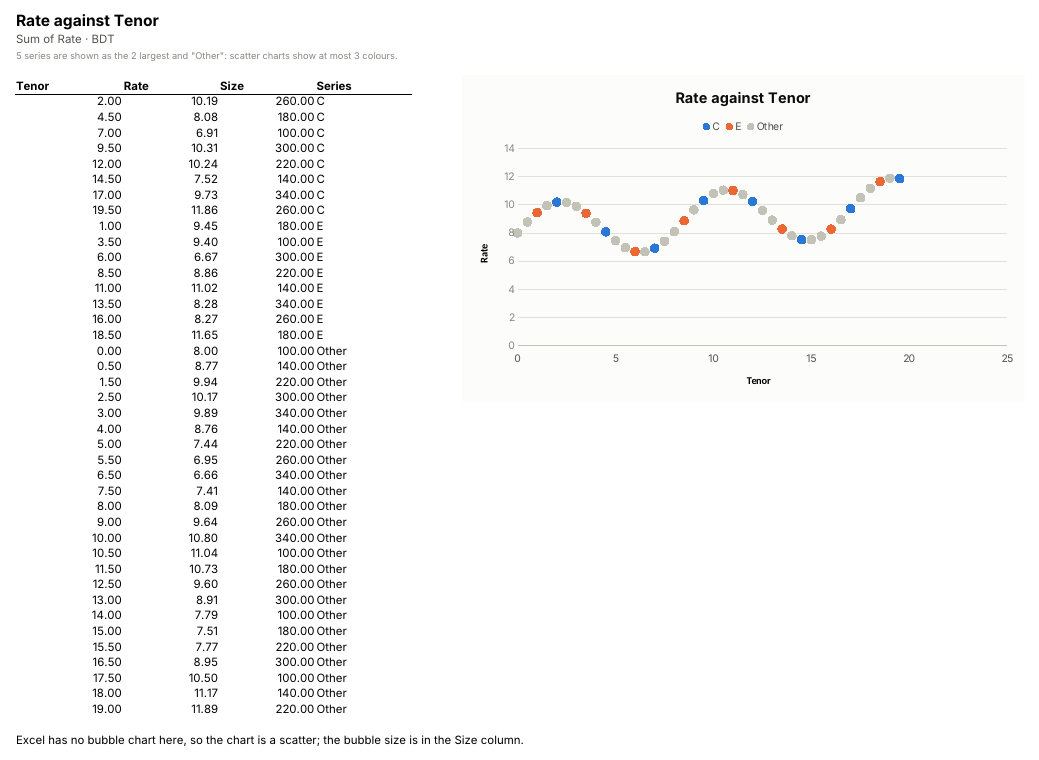 Rate against Tenor
Sum of Rate · BDT
5 series are shown as the 2 largest and "Other": scatter charts show at most 3 colours.
Tenor Rate Size Series
2.00 10.19 260.00 C
4.50 8.08 180.00 C
7.00 6.91 100.00 C
9.50 10.31 300.00 C
12.00 10.24 220.00 C
14.50 7.52 140.00 C
17.00 9.73 340.00 C
19.50 11.86 260.00 C
1.00 9.45 180.00 E
3.50 9.40 100.00 E
6.00 6.67 300.00 E
8.50 8.86 220.00 E
11.00 11.02 140.00 E
13.50 8.28 340.00 E
16.00 8.27 260.00 E
18.50 11.65 180.00 E
0.00 8.00 100.00 Other
0.50 8.77 140.00 Other
1.50 9.94 220.00 Other
2.50 10.17 300.00 Other
3.00 9.89 340.00 Other
4.00 8.76 140.00 Other
5.00 7.44 220.00 Other
5.50 6.95 260.00 Other
6.50 6.66 340.00 Other
7.50 7.41 140.00 Other
8.00 8.09 180.00 Other
9.00 9.64 260.00 Other
10.00 10.80 340.00 Other
10.50 11.04 100.00 Other
11.50 10.73 180.00 Other
12.50 9.60 260.00 Other
13.00 8.91 300.00 Other
14.00 7.79 100.00 Other
15.00 7.51 180.00 Other
15.50 7.77 220.00 Other
16.50 8.95 300.00 Other
17.50 10.50 100.00 Other
18.00 11.17 140.00 Other
19.00 11.89 220.00 Other
Rate against Tenor
C E Other
14
12
10
8
6
4
2
0
Rate
0 5 10 15 20 25
Tenor
Excel has no bubble chart here, so the chart is a scatter; the bubble size is in the Size column.